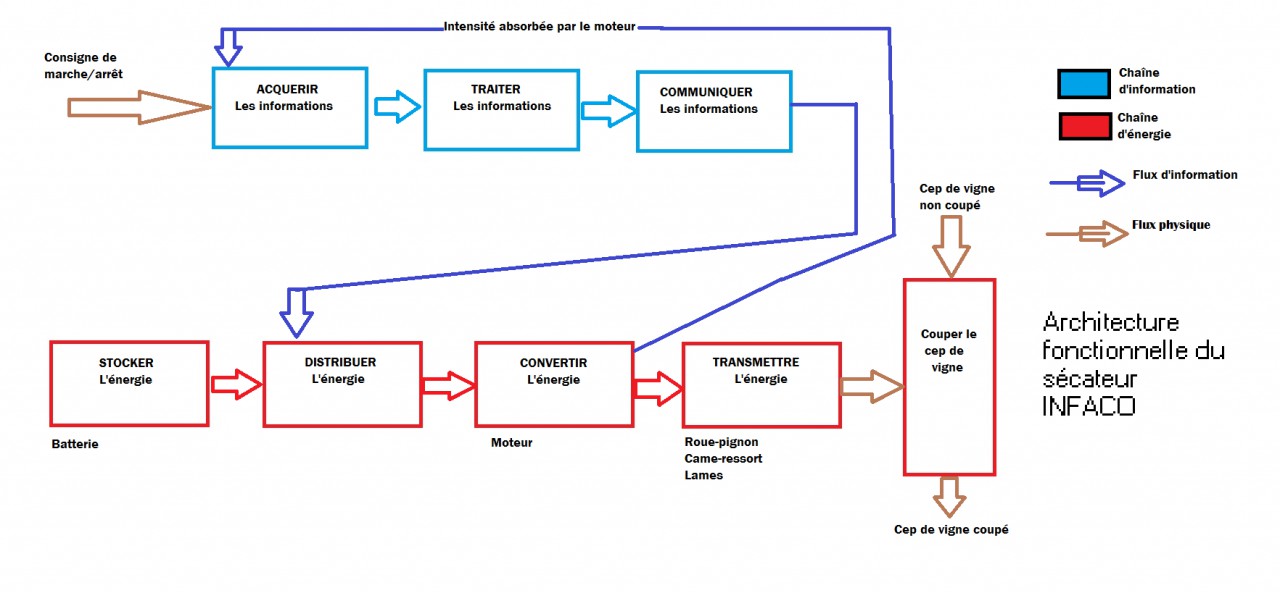 Intensité absorbée par le moteur
Consigne de
marche/arrêt
ACQUERIR
Les informations
TRAITER
Les informations
COMMUNIQUER
Les informations
Chaîne
d'information
Chaîne
d'énergie
Flux d'information
Flux physique
Cep de vigne
non coupé
STOCKER
L'énergie
Batterie
DISTRIBUER
L'énergie
CONVERTIR
L'énergie
Moteur
TRANSMETTRE
L'énergie
Roue-pignon
Came-ressort
Lames
Couper le
cep de
vigne
Cep de vigne coupé
Architecture
fonctionnelle du
sécateur
INFACO